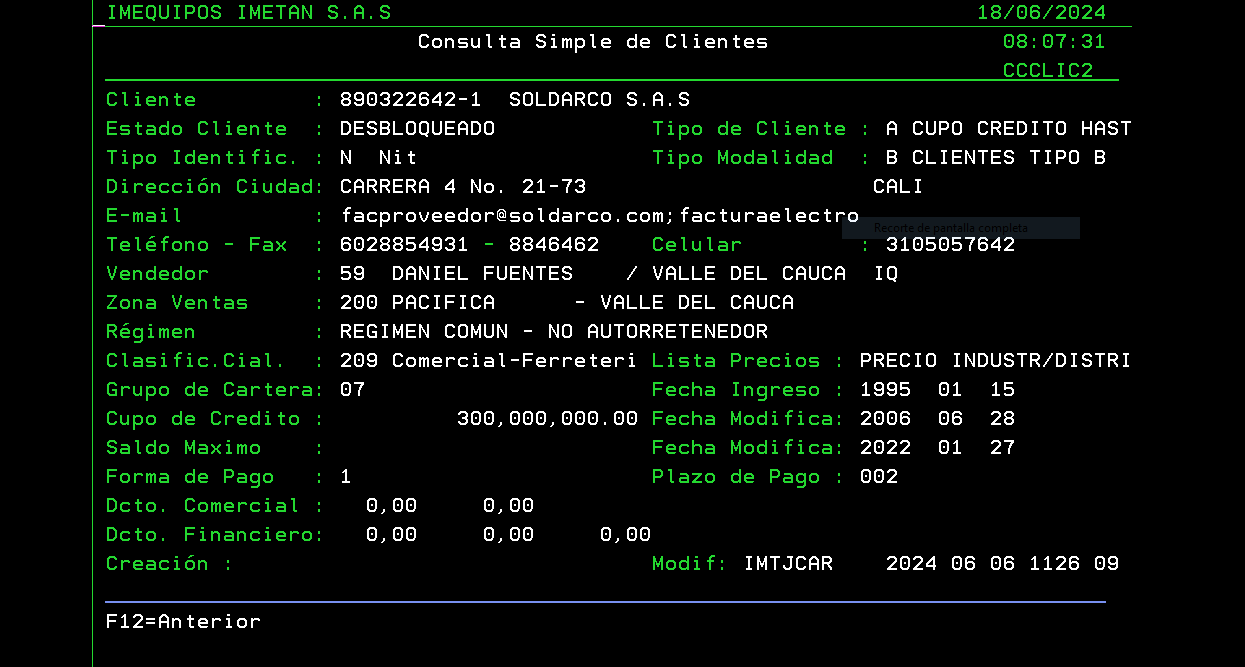 IMEQUIPOS IMETAN S.A.S 18/06/2024
Consulta Simple de Clientes 08:07:31
CCCLIC2
Cliente : 890322642-1 SOLDARCO S.A.S
Estado Cliente : DESBLOQUEADO Tipo de Cliente : A CUPO CREDITO HAST
Tipo Identific. : N Nit Tipo Modalidad : B CLIENTES TIPO B
Dirección Ciudad: CARRERA 4 No. 21-73 CALI
E-mail : facproveedor@soldarco.com;facturaelectro
Recorte de pantalla completa
Teléfono - Fax : 6028854931 - 8846462 Celular : 3105057642
Vendedor : 59 DANIEL FUENTES / VALLE DEL CAUCA IQ
Zona Ventas : 200 PACIFICA - VALLE DEL CAUCA
Régimen : REGIMEN COMUN - NO AUTORRETENEDOR
Clasific.Cial. : 209 Comercial-Ferreteri Lista Precios : PRECIO INDUSTR/DISTRI
Grupo de Cartera: 07 Fecha Ingreso : 1995 01 15
Cupo de Credito : 300,000,000.00 Fecha Modifica: 2006 06 28
Saldo Maximo : Fecha Modifica: 2022 01 27
Forma de Pago : 1 Plazo de Pago : 002
Dcto. Comercial : 0,00 0,00
Dcto. Financiero: 0,00 0,00 0,00
Creación : Modif: IMTJCAR 2024 06 06 1126 09
F12=Anterior